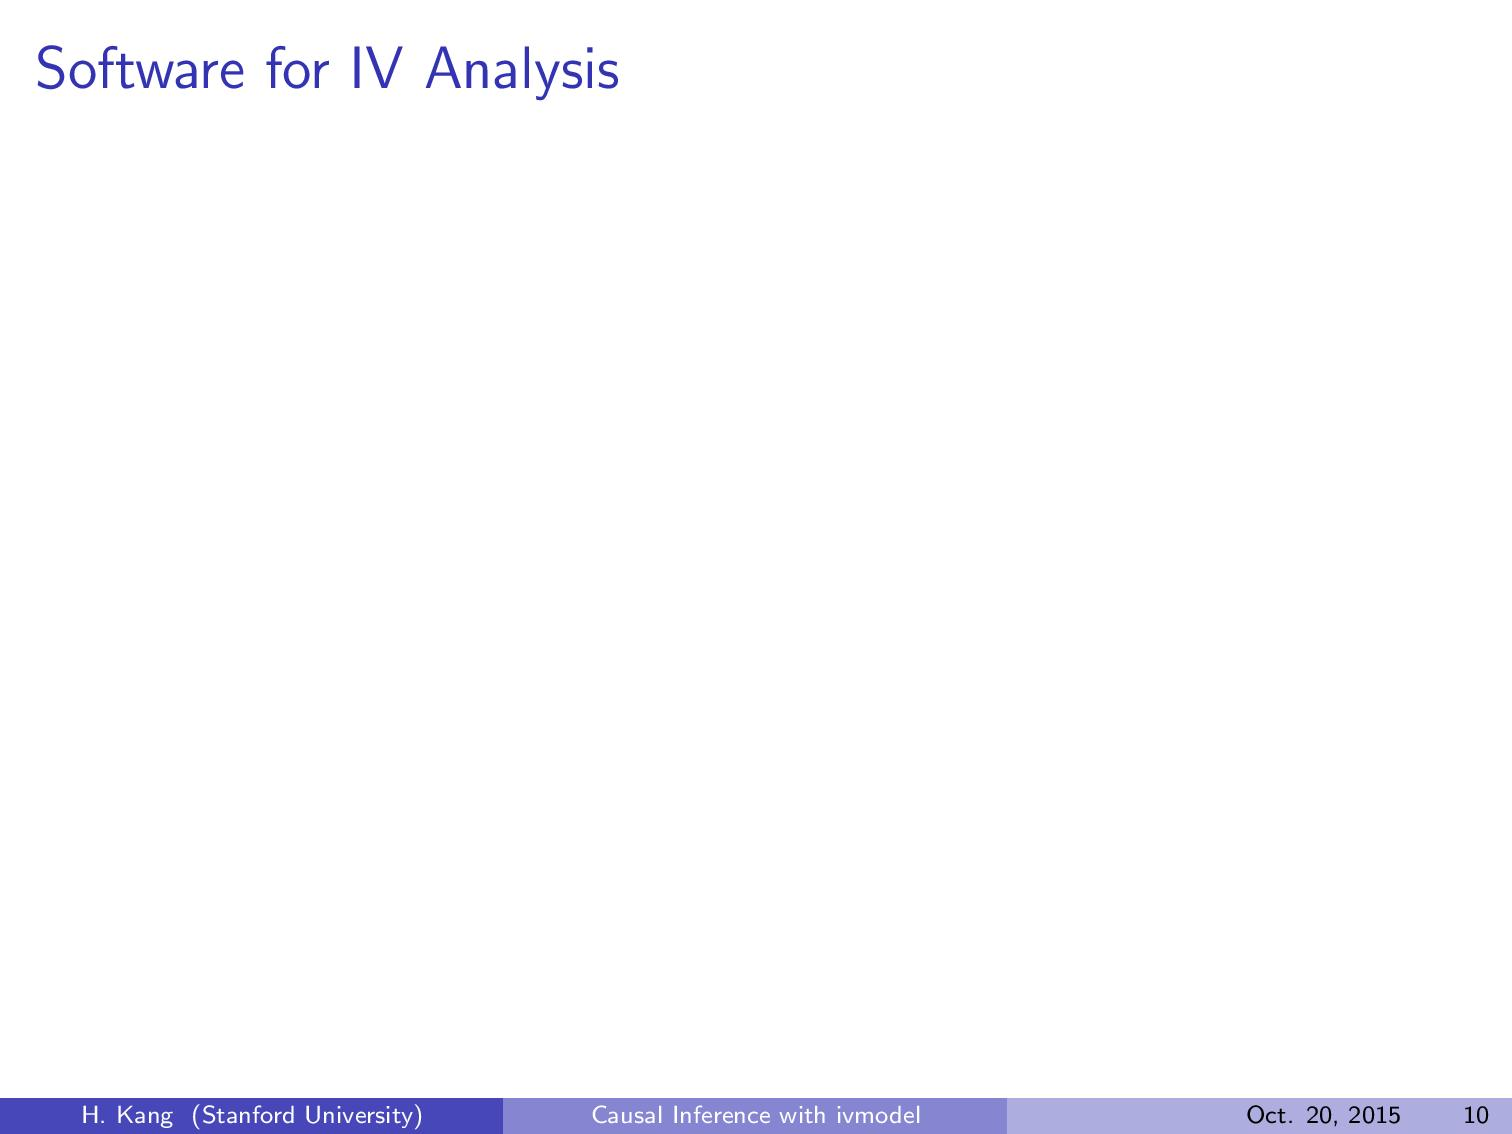 Software for IV Analysis
H. Kang (Stanford University) Causal Inference with ivmodel Oct. 20, 2015 10